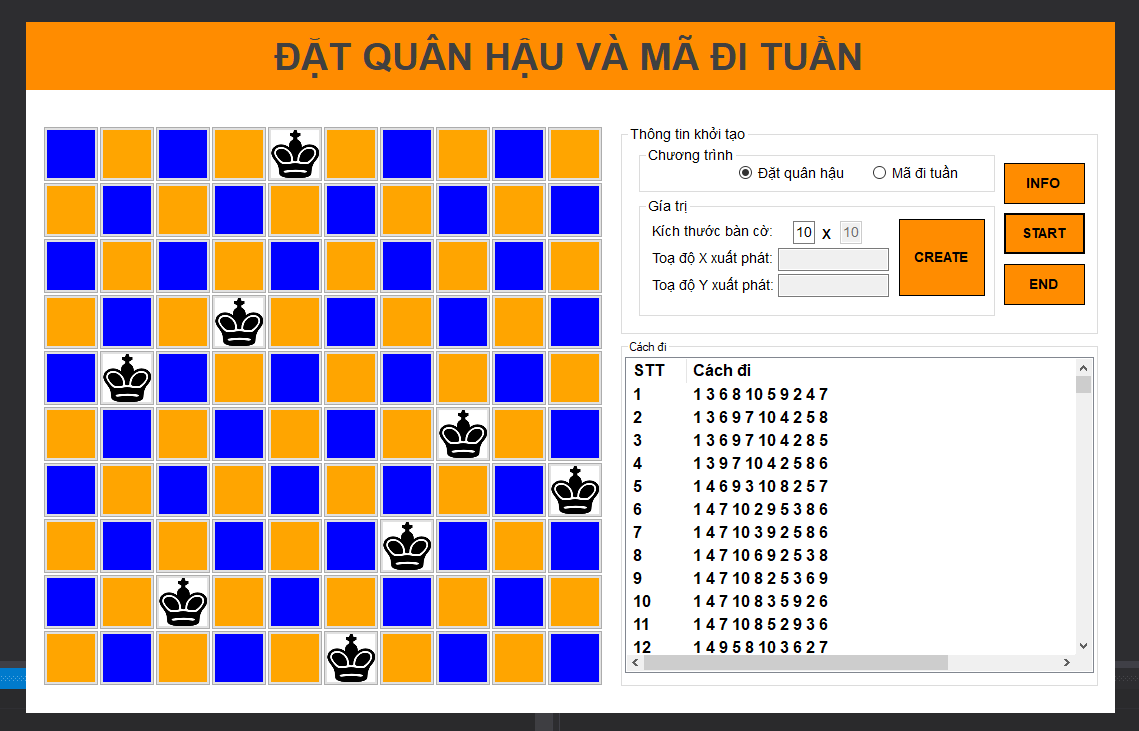 ĐẶT QUÂN HẬU VÀ MÃ ĐI TUẦN
Thông tin khởi tạo
Chương trình
Đặt quân hậu Mã đi tuần
INFO
Gía trị
Kích thước bàn cờ: 10 X 10
START
Toạ độ X xuất phát:
CREATE
Toạ độ Y xuất phát:
END
Cách đi
STT Cách đi
1 1 3 6 8 10 5 9 2 4 7
2 1 3 6 9 7 10 4 2 5 8
3 1 3 6 9 7 10 4 2 8 5
4 1 3 9 7 10 4 2 5 8 6
5 1 4 6 9 3 10 8 2 5 7
6 1 4 7 10 2 9 5 3 8 6
7 1 4 7 10 3 9 2 5 8 6
8 1 4 7 10 6 9 2 5 3 8
9 1 4 7 10 8 2 5 3 6 9
10 1 4 7 10 8 3 5 9 2 6
11 1 4 7 10 8 5 2 9 3 6
12 1 4 9 5 8 10 3 6 2 7